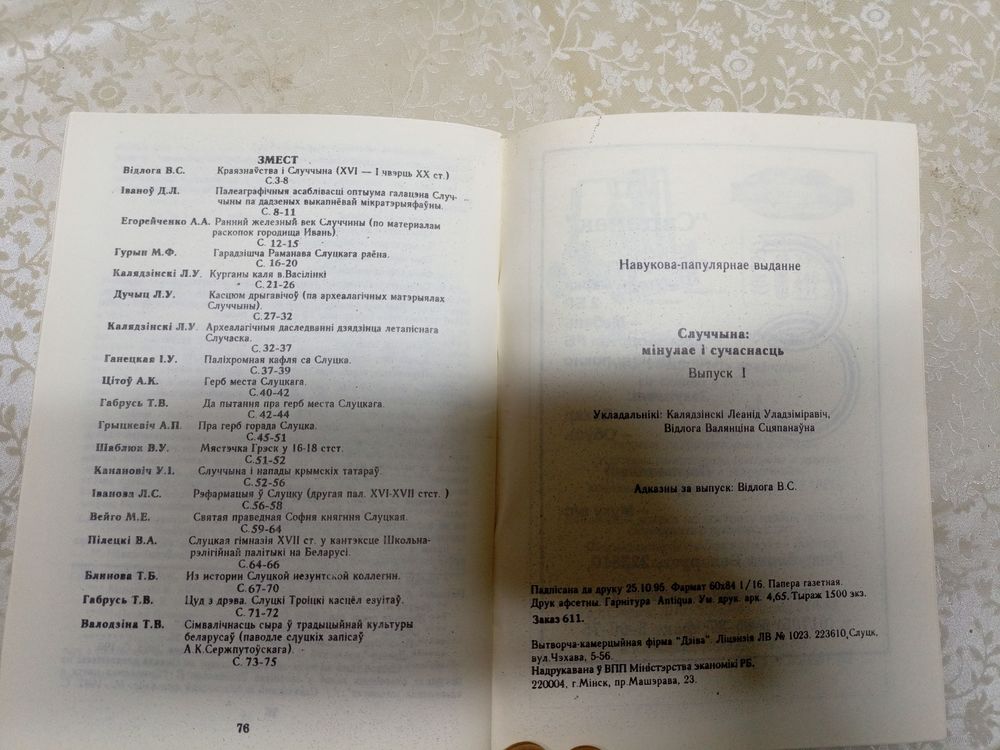 ЗМЕСТ
Відлога В.С. Краязнаўства і Случчына (XVI — I чвэрць XX ст.)
С.3-8
Іваноў Д.Л. Палеаграфічныя асаблівасці оптыума галацэна Случ-
чыны па дадзеных выкапнёвай мікратэрыяфаўны.
С. 8-11
Егорейченко А.А. Ранний железный век Случчины (по материалам
раскопок городища Ивань).
С. 12-15
Гурын М.Ф. Гарадзішча Раманава Слуцкага раёна.
С. 16-20
Калядзінскі Л.У. Курганы каля в.Васілінкі
С.21-26
Дучыц Л.У. Касцюм дрыгавічоў (па археалагічных матэрыялах
Случчыны).
С.27-32
Калядзінскі Л.У. Археалагічныя даследванні дзядзінца летапіснага
Случаска.
С.32-37
Ганецкая І.У. Паліхромная кафля са Слуцка.
С.37-39
Цітоў А.К. Герб места Слуцкага.
С.40-42
Габрусь Т.В. Да пытання пра герб места Слуцкага.
С.42-44
Грыцкевіч А.П. Пра герб горада Слуцка.
С.45-51
Шаблюк В.У. Мястэчка Грэск у 16-18 стст.
С.51-52
Канановіч У.І. Случчына і напады крымскіх татараў.
С.52-56
Іванова Л.С. Рэфармацыя ў Слуцку (другая пал. XVI-XVII стст. )
С.56-58
Вейго М.Е. Святая праведная София княгиня Слуцкая.
С.59-64
Пілецкі В.А. Слуцкая гімназія XVII ст. у кантэксце Школьна-
рэлігійнай палітыкі на Беларусі.
С.64-66
Блинова Т.Б. Из истории Слуцкой иезуитской коллегии.
С.67-70
Габрусь Т.В. Цуд з дрэва. Слуцкі Троіцкі касцёл езуітаў.
С. 71-72
Валодзіна Т.В. Сімвалічнасць сыра ў традыцыйнай культуры
беларусаў (паводле слуцкіх запісаў
А.К.Сержпутоўскага).
С. 73-75
76
Навукова-папулярнае выданне
Случчына:
мінулае і сучаснасць
Выпуск I
Укладальнікі: Калядзінскі Леанід Уладзіміравіч,
Відлога Валянціна Сцяпанаўна
Адказны за выпуск: Відлога В.С.
Падпісана да друку 25.10.95. Фармат 60х84 1/16. Папера газетная.
Друк афсетны. Гарнітура Antiqua. Ум. друк. арк. 4,65. Тыраж 1500 экз.
Заказ 611.
Вытворча-камерцыйная фірма "Дзіва". Ліцэнзія ЛВ № 1023. 223610,Слуцк,
вул.Чэхава, 5-56.
Надрукавана ў ВПП Міністэрства эканомікі РБ.
220004, г.Мінск, пр.Машэрава, 23.